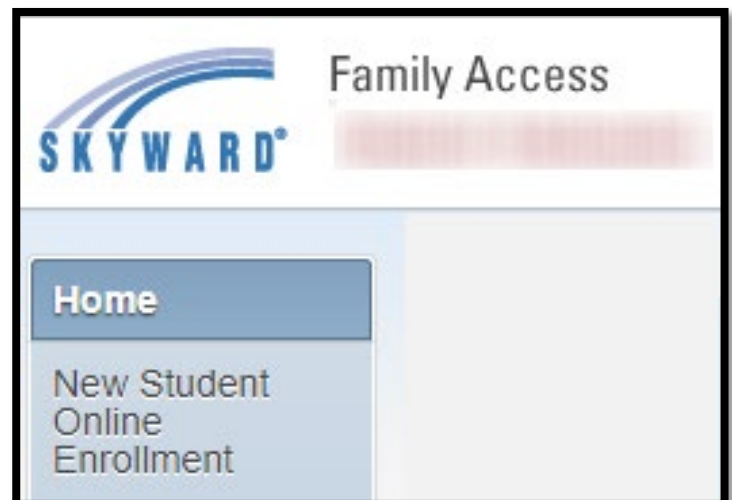 Family Access
SKYWARD®
Home
New Student
Online
Enrollment